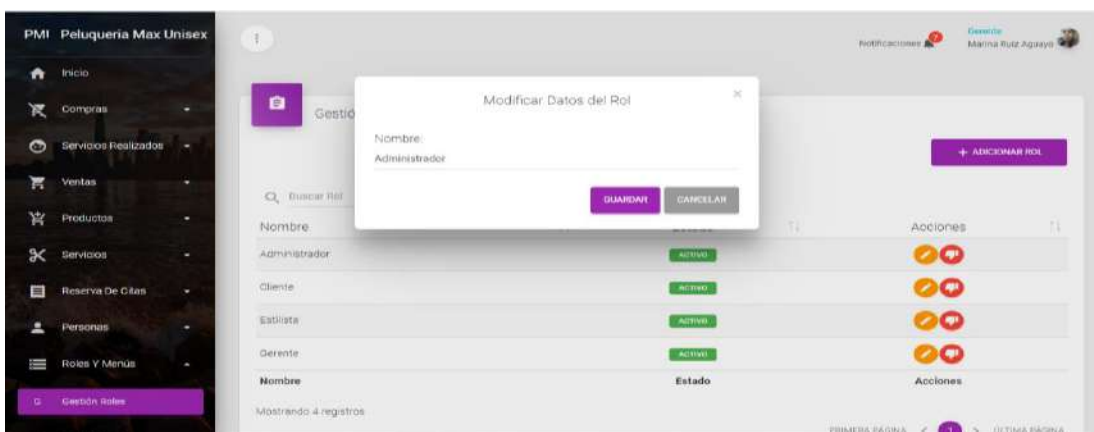 PMI Peluqueria Max Unisex
Inicio
Compras
Servicios Realizados
Ventas
Productos
Servicios
Reserva De Citas
Personas
Roles Y Menús
G Gestión Roles
Notificaciones
Gerente
Marina Ruiz Aguayo
Gestió
Modificar Datos del Rol
×
Nombre:
Administrador
GUARDAR
CANCELAR
+ ADICIONAR ROL
Buscar Rol
Nombre
Acciones
Administrador ACTIVO
Cliente ACTIVO
Estilista ACTIVO
Gerente ACTIVO
Nombre Estado Acciones
Mostrando 4 registros
PRIMERA PÁGINA < 1 > ÚLTIMA PÁGINA